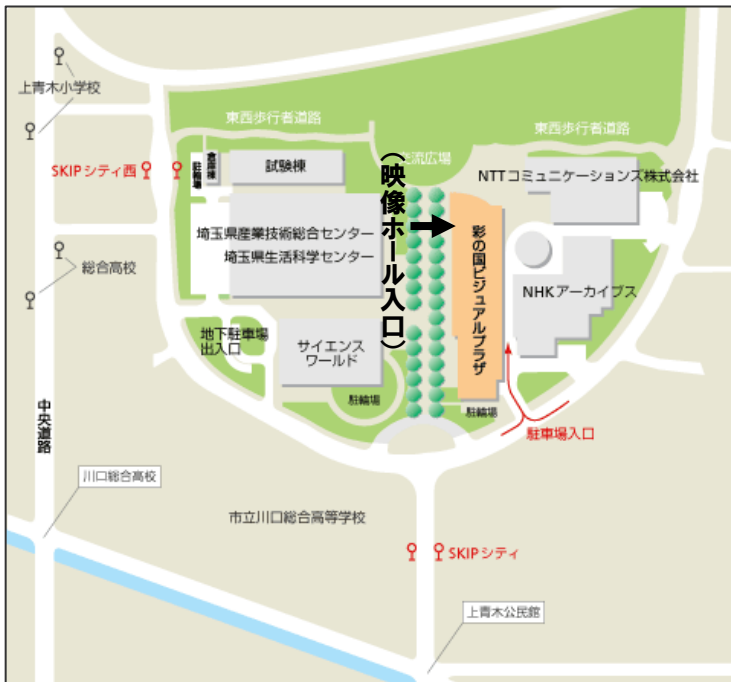 上青木小学校
東西歩行者道路
東西歩行者道路
流広場
SKIPシティ西
駐輪場
倉庫棟
試験棟
(映像ホール入口)
NTTコミュニケーションズ株式会社
埼玉県産業技術総合センター
埼玉県生活科学センター
彩の国ビジュアルプラザ
総合高校
NHKアーカイブス
地下駐車場
出入口
サイエンス
ワールド
駐輪場
駐輪場
中央道路
駐車場入口
川口総合高校
市立川口総合高等学校
SKIPシティ
上青木公民館